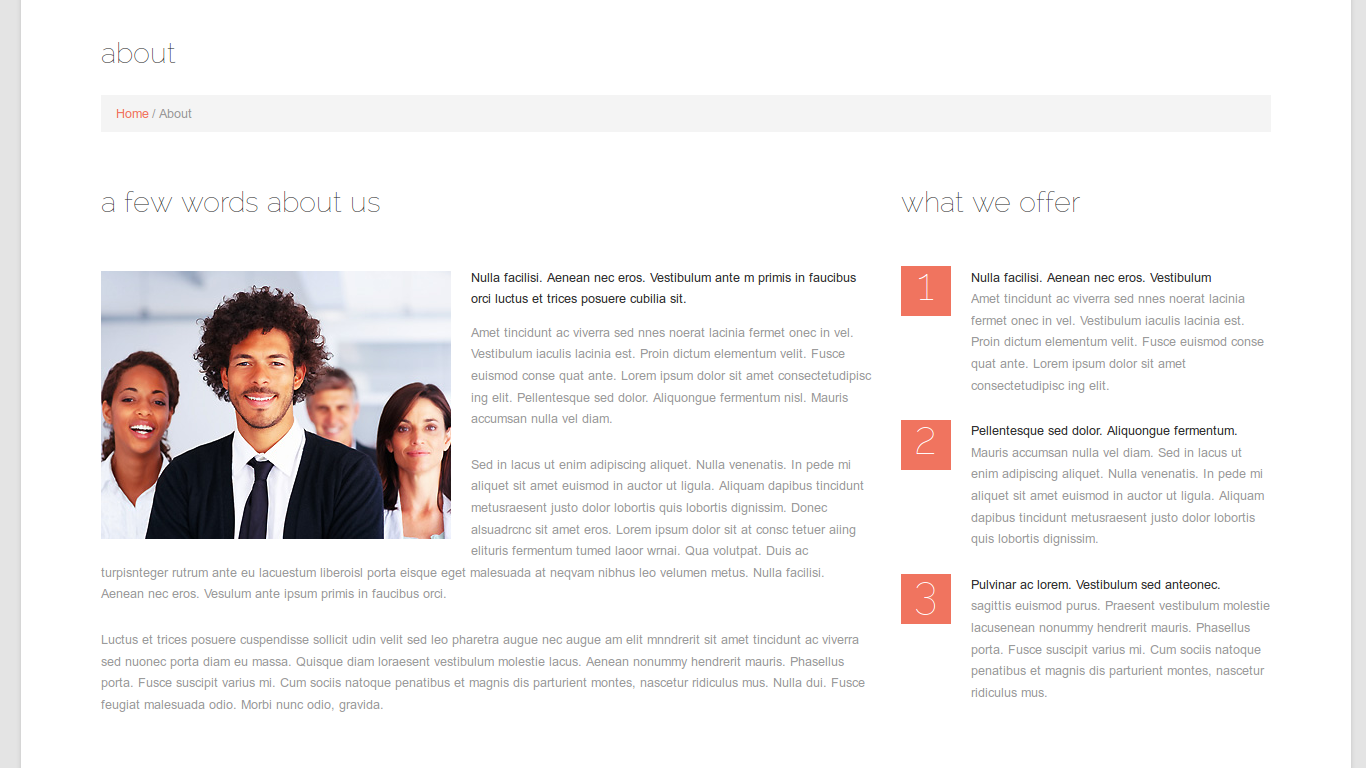 about
Home / About
a few words about us
Nulla facilisi. Aenean nec eros. Vestibulum ante m primis in faucibus
orci luctus et trices posuere cubilia sit.
Amet tincidunt ac viverra sed nnes noerat lacinia fermet onec in vel.
Vestibulum iaculis lacinia est. Proin dictum elementum velit. Fusce
euismod conse quat ante. Lorem ipsum dolor sit amet consectetudipisc
ing elit. Pellentesque sed dolor. Aliquongue fermentum nisl. Mauris
accumsan nulla vel diam.
Sed in lacus ut enim adipiscing aliquet. Nulla venenatis. In pede mi
aliquet sit amet euismod in auctor ut ligula. Aliquam dapibus tincidunt
metusraesent justo dolor lobortis quis lobortis dignissim. Donec
alsuadrcnc sit amet eros. Lorem ipsum dolor sit at consc tetuer aiing
elituris fermentum tumed laoor wrnai. Qua volutpat. Duis ac
turpisnteger rutrum ante eu lacuestum liberoisl porta eisque eget malesuada at neqvam nibhus leo velumen metus. Nulla facilisi.
Aenean nec eros. Vesulum ante ipsum primis in faucibus orci.
Luctus et trices posuere cuspendisse sollicit udin velit sed leo pharetra augue nec augue am elit mnndrerit sit amet tincidunt ac viverra
sed nuonec porta diam eu massa. Quisque diam loraesent vestibulum molestie lacus. Aenean nonummy hendrerit mauris. Phasellus
porta. Fusce suscipit varius mi. Cum sociis natoque penatibus et magnis dis parturient montes, nascetur ridiculus mus. Nulla dui. Fusce
feugiat malesuada odio. Morbi nunc odio, gravida.
what we offer
1
Nulla facilisi. Aenean nec eros. Vestibulum
Amet tincidunt ac viverra sed nnes noerat lacinia
fermet onec in vel. Vestibulum iaculis lacinia est.
Proin dictum elementum velit. Fusce euismod conse
quat ante. Lorem ipsum dolor sit amet
consectetudipisc ing elit.
2
Pellentesque sed dolor. Aliquongue fermentum.
Mauris accumsan nulla vel diam. Sed in lacus ut
enim adipiscing aliquet. Nulla venenatis. In pede mi
aliquet sit amet euismod in auctor ut ligula. Aliquam
dapibus tincidunt metusraesent justo dolor lobortis
quis lobortis dignissim.
3
Pulvinar ac lorem. Vestibulum sed anteonec.
sagittis euismod purus. Praesent vestibulum molestie
lacusenean nonummy hendrerit mauris. Phasellus
porta. Fusce suscipit varius mi. Cum sociis natoque
penatibus et magnis dis parturient montes, nascetur
ridiculus mus.